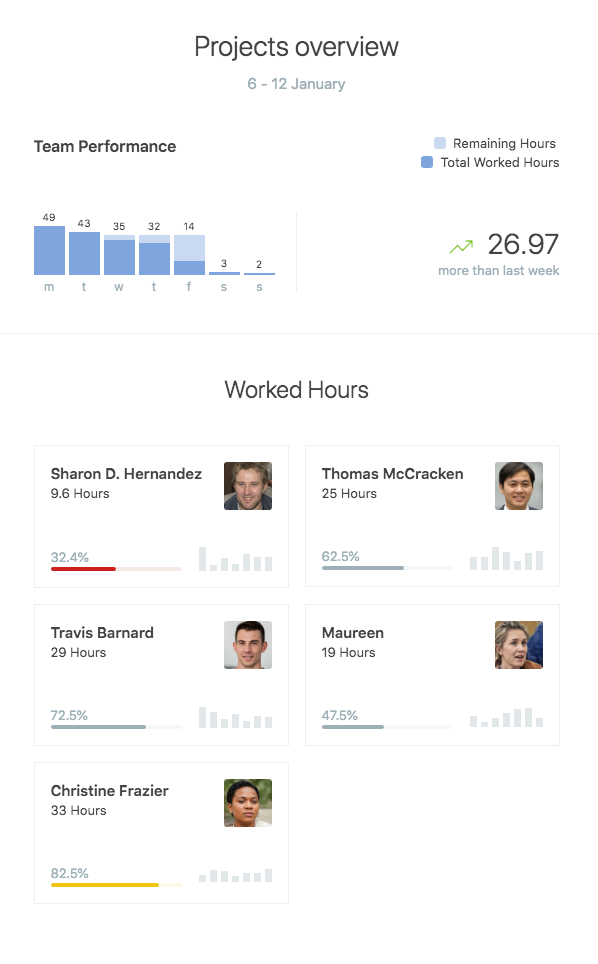 Projects overview
6 - 12 January
Team Performance
Remaining Hours
Total Worked Hours
49 43 35 32 14 3 2
m t w t f s s
26.97
more than last week
Worked Hours
Sharon D. Hernandez
9.6 Hours
32.4%
Thomas McCracken
25 Hours
62.5%
Travis Barnard
29 Hours
72.5%
Maureen
19 Hours
47.5%
Christine Frazier
33 Hours
82.5%